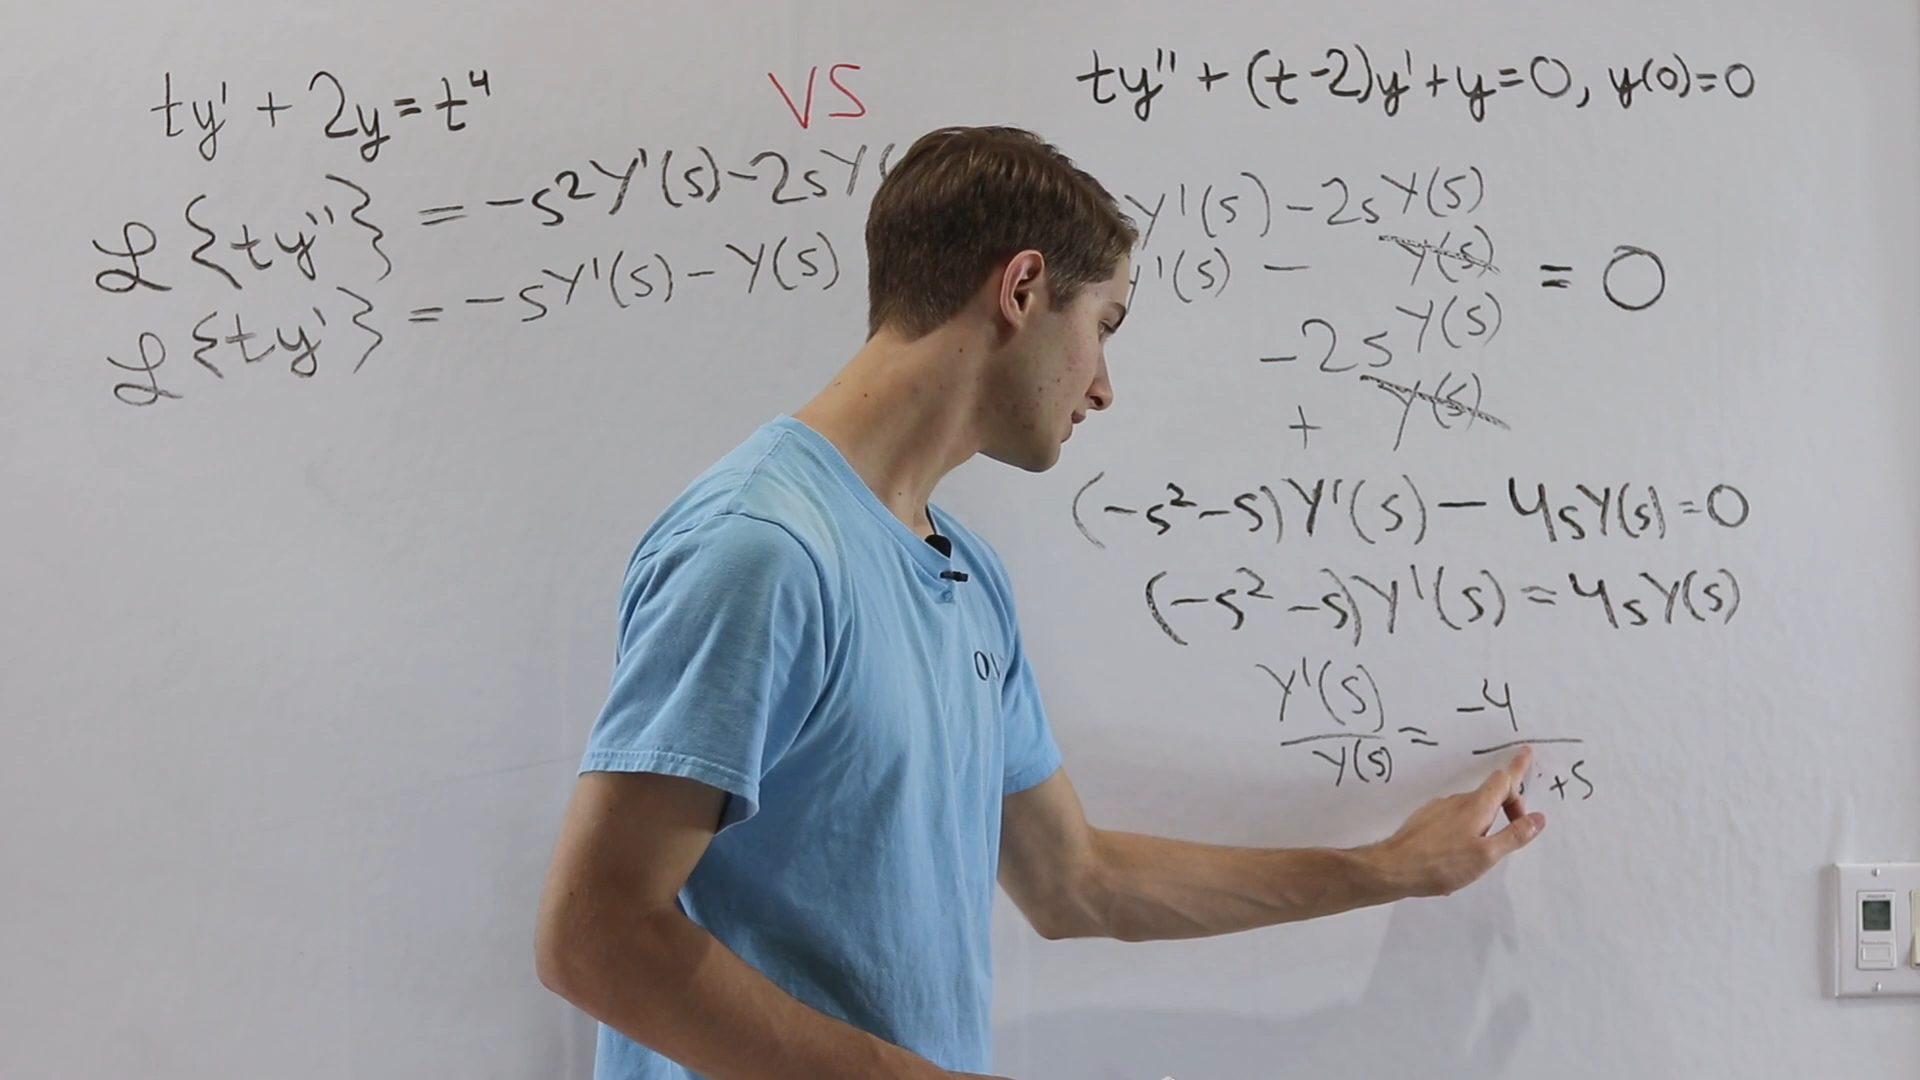 ty' + 2y = t⁴
VS
ty'' + (t-2)y' + y = 0, y(0)=0
ℒ{ty''} = -s²Y'(s) - 2sY(
ℒ{ty'} = -sY'(s) - Y(s)
Y'(s) - 2sY(s)
Y'(s) - Y(s) = 0
-2sY(s)
+ Y(s)
(-s²-s)Y'(s) - 4sY(s) = 0
(-s²-s)Y'(s) = 4sY(s)
Y'(s)/Y(s) = -4/ +s